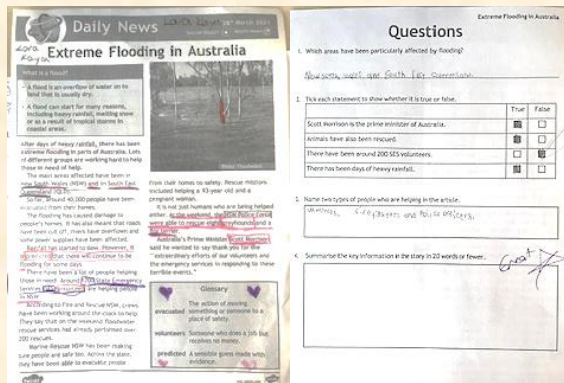 Daily News
Extreme Flooding in Australia
What is a flood?
A flood is an overflow of water on to
land that is usually dry.
A flood can start for many reasons,
including heavy rainfall, melting snow
or as a result of tropical storms in
coastal areas.
After days of heavy rainfall, there has been
extreme flooding in parts of Australia. Lots
of different groups are working hard to help
those in need of help.
The main areas affected have been in
New South Wales (NSW) and in South East
Queensland
So far, around 40,000 people have been
evacuated from their homes.
The flooding has caused damage to
people's homes. It has also meant that roads
have been cut off, rivers have overflown and
some power supplies have been affected.
Rainfall has started to slow. However, it
is predicted that there will continue to be
flooding for some days.
There have been a lot of people helping
those in need. Around State Emergency
Services are helping people
in NSW.
According to Fire and Rescue NSW, crews
have been working around the clock to help.
They say that on the weekend floodwater
rescue services had already performed over
200 rescues.
Marine Rescue NSW has been making
sure people are safe too. Across the state,
they have been able to evacuate people
from their homes to safety. Rescue missions
included helping a 93-year old and a
pregnant woman.
It is not just humans who are being helped
either. At the weekend, the NSW Police Force
were able to rescue eight greyhounds and a
fox terrier.
Australia's Prime Minister Scott Morrison
said he wanted to say thank you for the
"extraordinary efforts of our volunteers and
the emergency services in responding to these
terrible events."
Glossary
evacuated The action of moving
something or someone to a
place of safety.
volunteers Someone who does a job but
receives no money.
predicted A sensible guess made with
evidence.
Extreme Flooding in Australia
Questions
1. Which areas have been particularly affected by flooding?
2. Tick each statement to show whether it is true or false.
True False
Scott Morrison is the prime minister of Australia.
Animals have also been rescued.
There have been around 200 SES volunteers.
There has been days of heavy rainfall.
3. Name two types of people who are helping in the article.
4. Summarise the key information in the story in 20 words or fewer.
Great